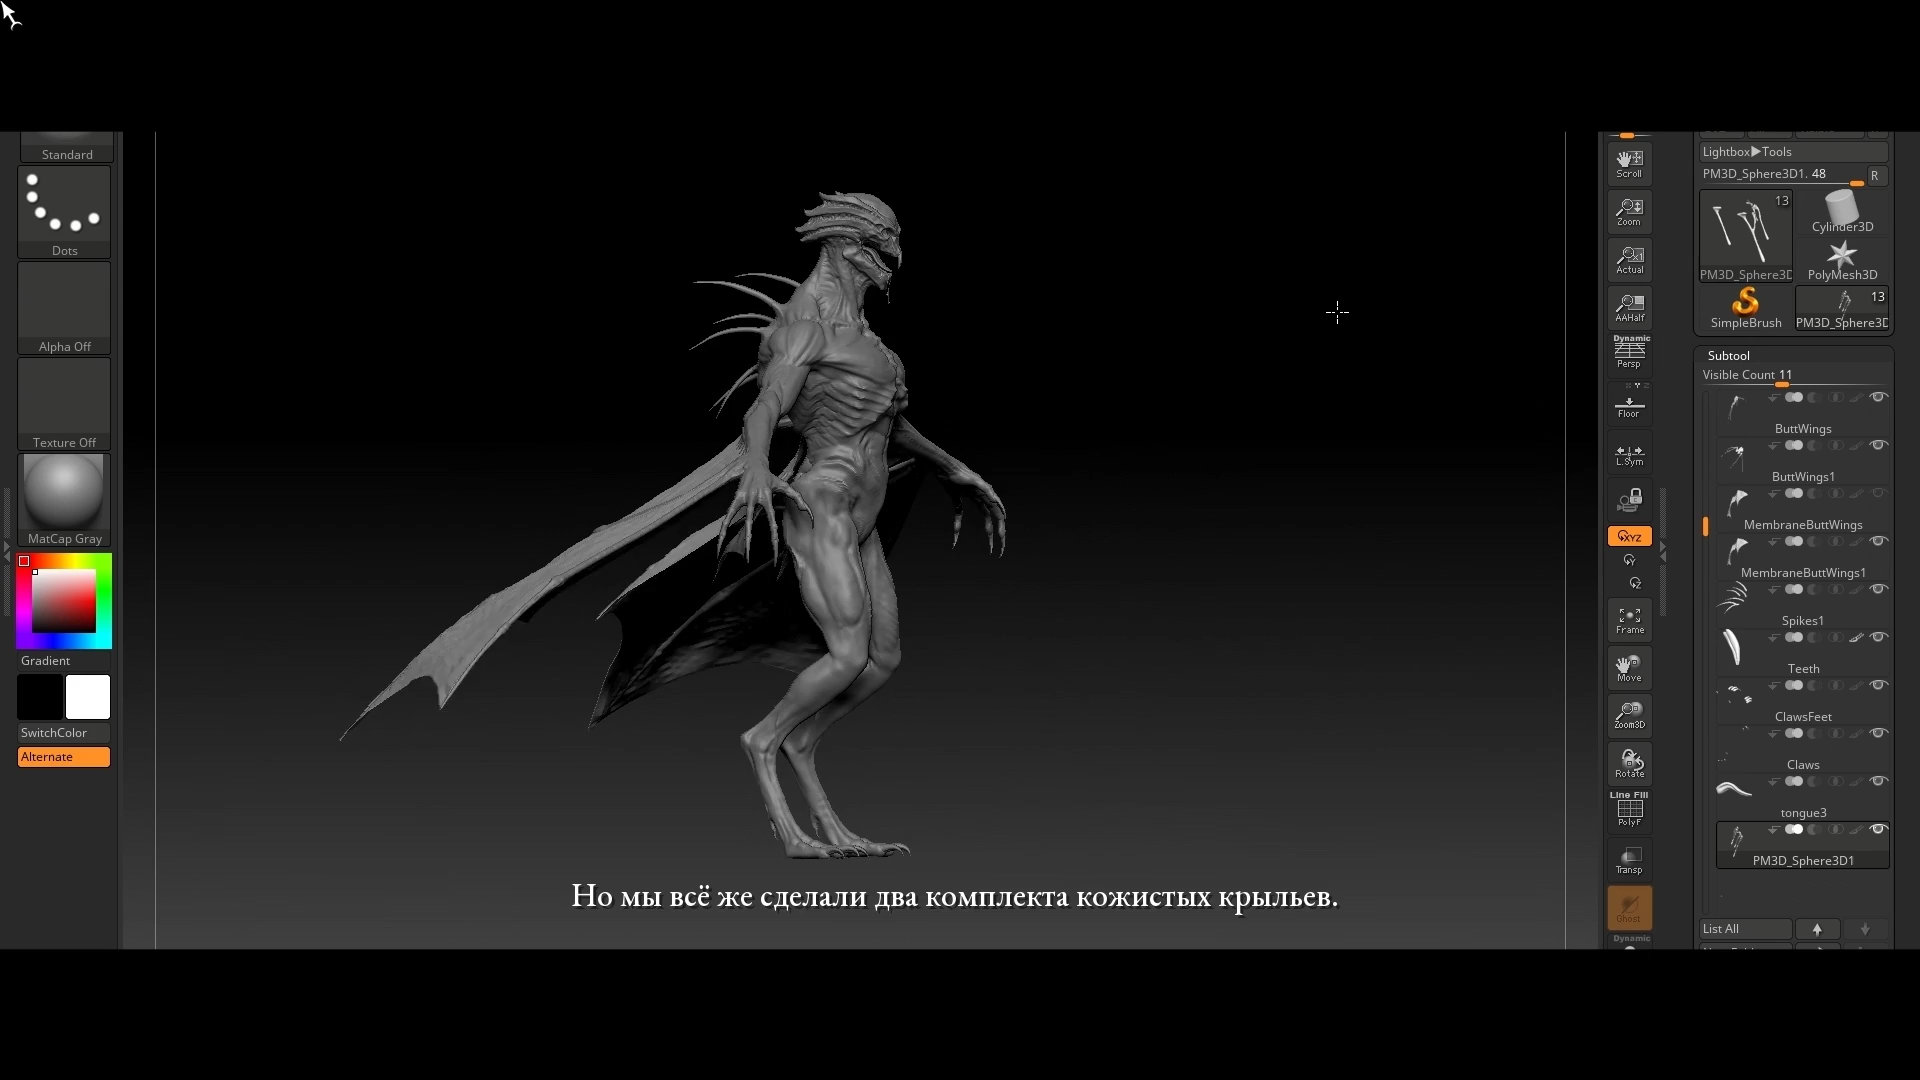 Standard
Dots
Alpha Off
Texture Off
MatCap Gray
Gradient
SwitchColor
Alternate
Scroll
Zoom
Actual
AAHalf
Dynamic
Persp
Floor
L.Sym
XYZ
Y
Z
Frame
Move
Zoom3D
Rotate
Line Fill
PolyF
Transp
Ghost
Dynamic
Lightbox▶Tools
PM3D_Sphere3D1. 48
R
13
PM3D_Sphere3D
Cylinder3D
PolyMesh3D
SimpleBrush
13
PM3D_Sphere3D
Subtool
Visible Count 11
ButtWings
ButtWings1
MembraneButtWings
MembraneButtWings1
Spikes1
Teeth
ClawsFeet
Claws
tongue3
PM3D_Sphere3D1
List All
Но мы всё же сделали два комплекта кожистых крыльев.